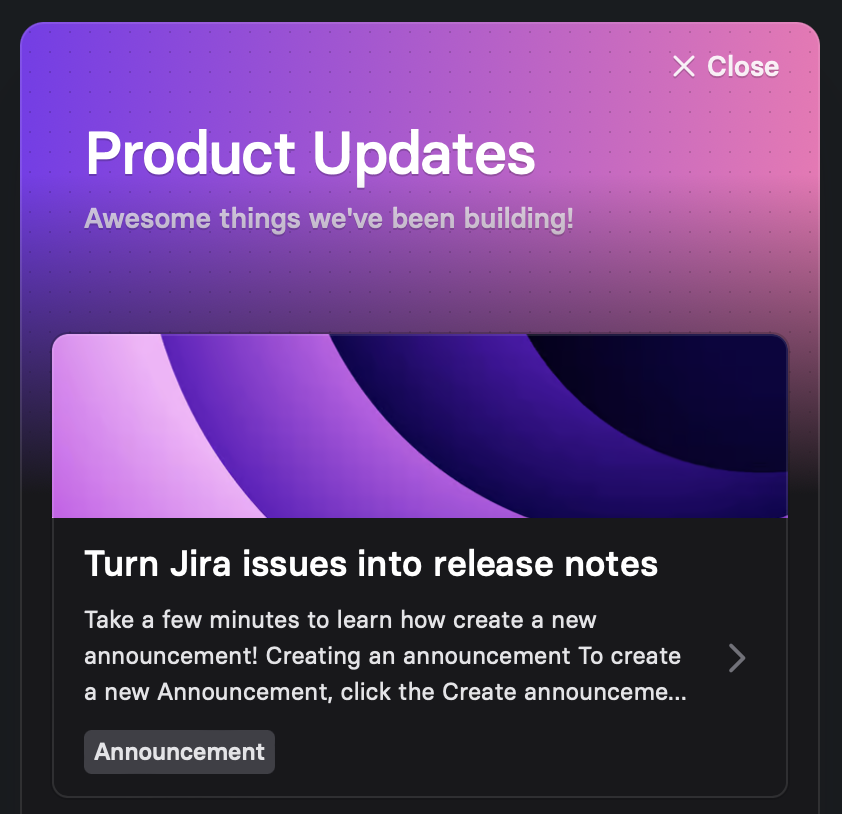 Close
Product Updates
Awesome things we've been building!
Turn Jira issues into release notes
Take a few minutes to learn how create a new
announcement! Creating an announcement To create
a new Announcement, click the Create announceme...
Announcement